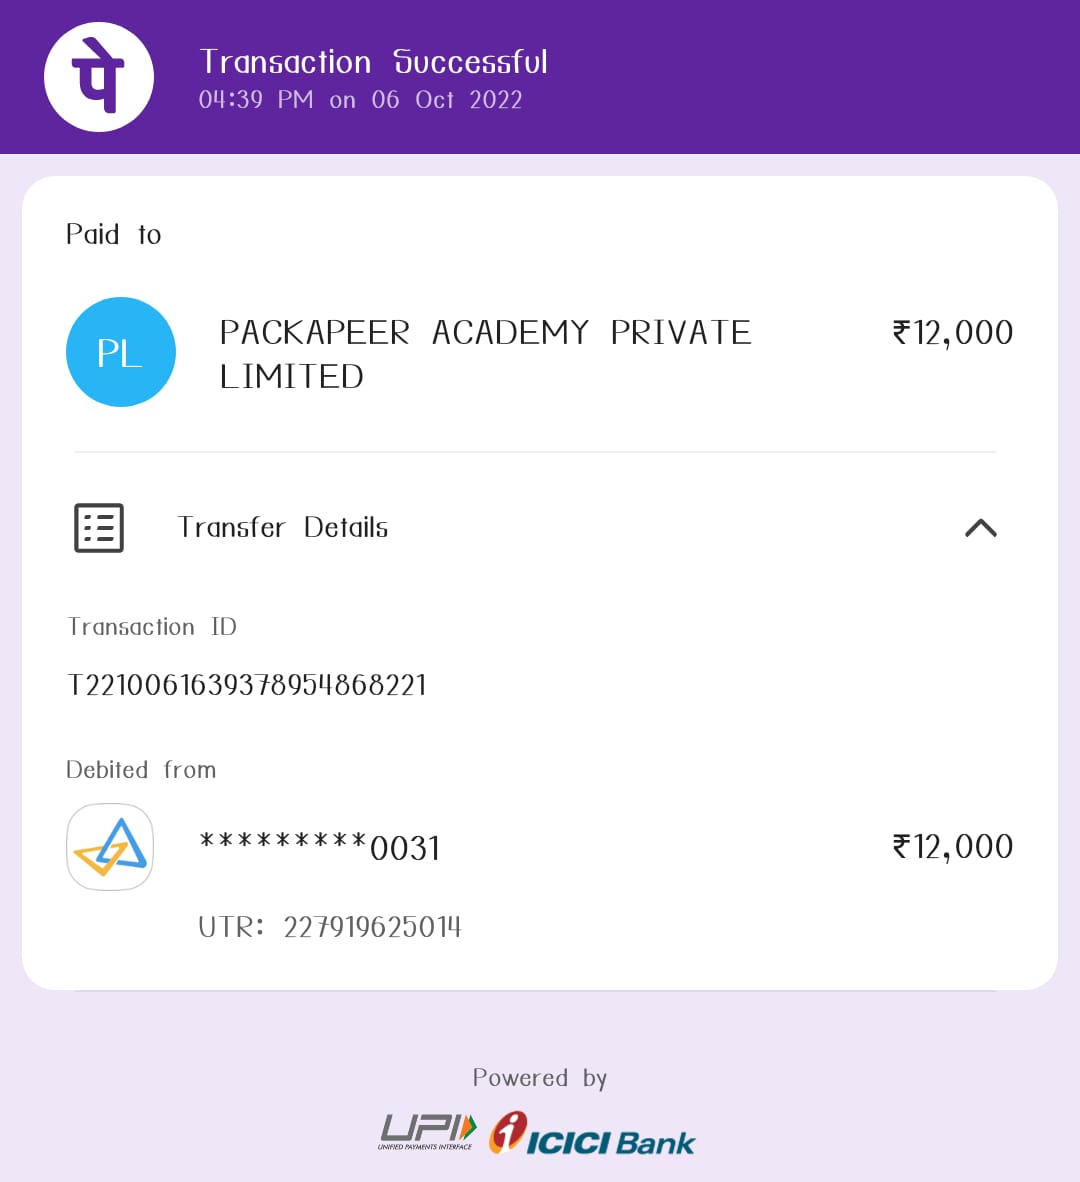 पे
Transaction Successful
04:39 PM on 06 Oct 2022
Paid to
PL
PACKAPEER ACADEMY PRIVATE
LIMITED
₹12,000
Transfer Details
Transaction ID
T2210061639378954868221
Debited from
*********0031
₹12,000
UTR: 227919625014
Powered by
UPI
UNIFIED PAYMENTS INTERFACE
ICICI Bank